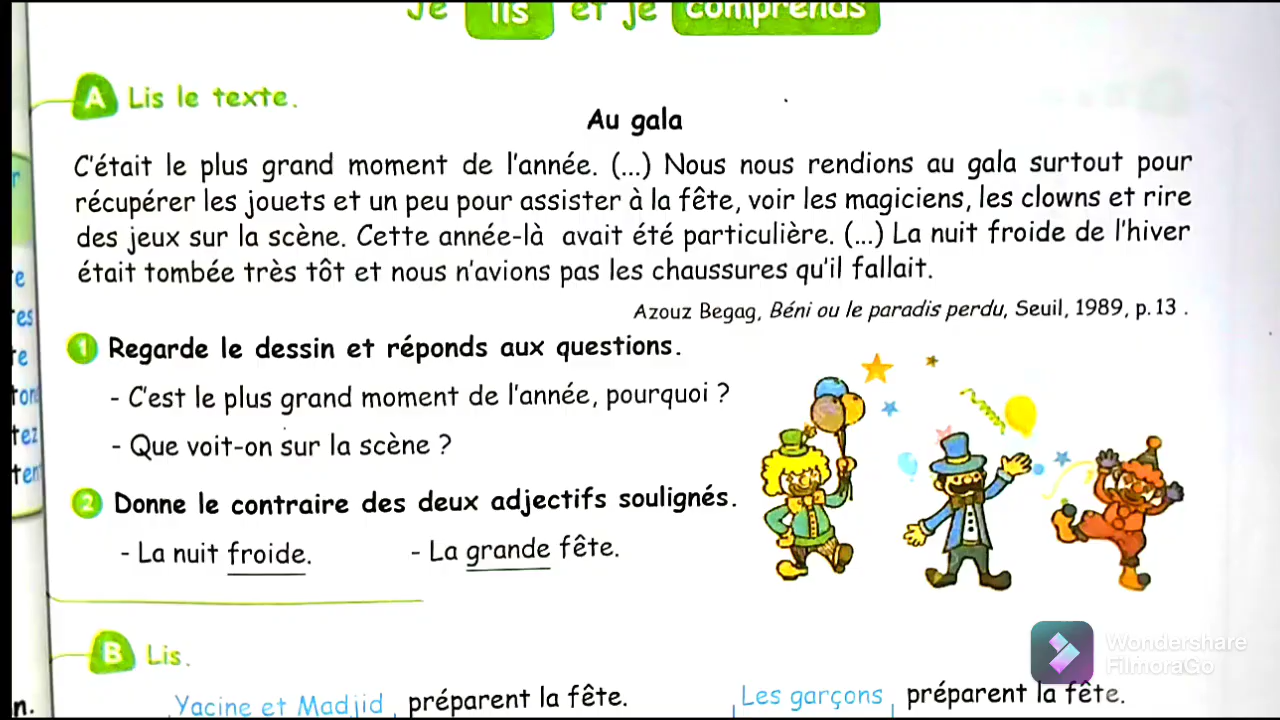 Je lis et je comprends
A Lis le texte.
Au gala
C'était le plus grand moment de l'année. (...) Nous nous rendions au gala surtout pour
récupérer les jouets et un peu pour assister à la fête, voir les magiciens, les clowns et rire
des jeux sur la scène. Cette année-là avait été particulière. (...) La nuit froide de l'hiver
était tombée très tôt et nous n'avions pas les chaussures qu'il fallait.
Azouz Begag, Béni ou le paradis perdu, Seuil, 1989, p.13 .
1 Regarde le dessin et réponds aux questions.
- C'est le plus grand moment de l'année, pourquoi ?
- Que voit-on sur la scène ?
2 Donne le contraire des deux adjectifs soulignés.
- La nuit froide. - La grande fête.
B Lis.
Yacine et Madjid préparent la fête. Les garçons préparent la fête.
Wondershare
FilmoraGo